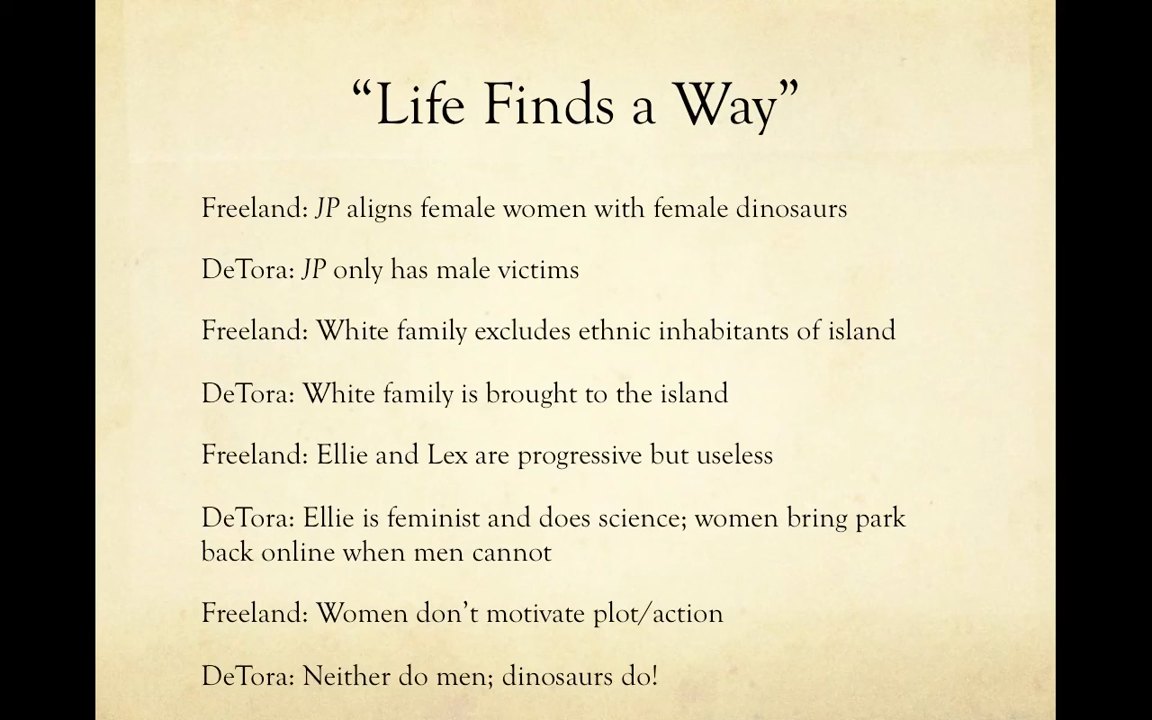 “Life Finds a Way”
Freeland: JP aligns female women with female dinosaurs
DeTora: JP only has male victims
Freeland: White family excludes ethnic inhabitants of island
DeTora: White family is brought to the island
Freeland: Ellie and Lex are progressive but useless
DeTora: Ellie is feminist and does science; women bring park
back online when men cannot
Freeland: Women don’t motivate plot/action
DeTora: Neither do men; dinosaurs do!